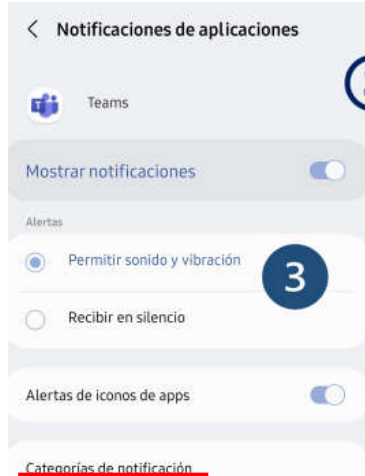 Notificaciones de aplicaciones
Teams
Mostrar notificaciones
Alertas
Permitir sonido y vibración
3
Recibir en silencio
Alertas de iconos de apps
Categorías de notificación